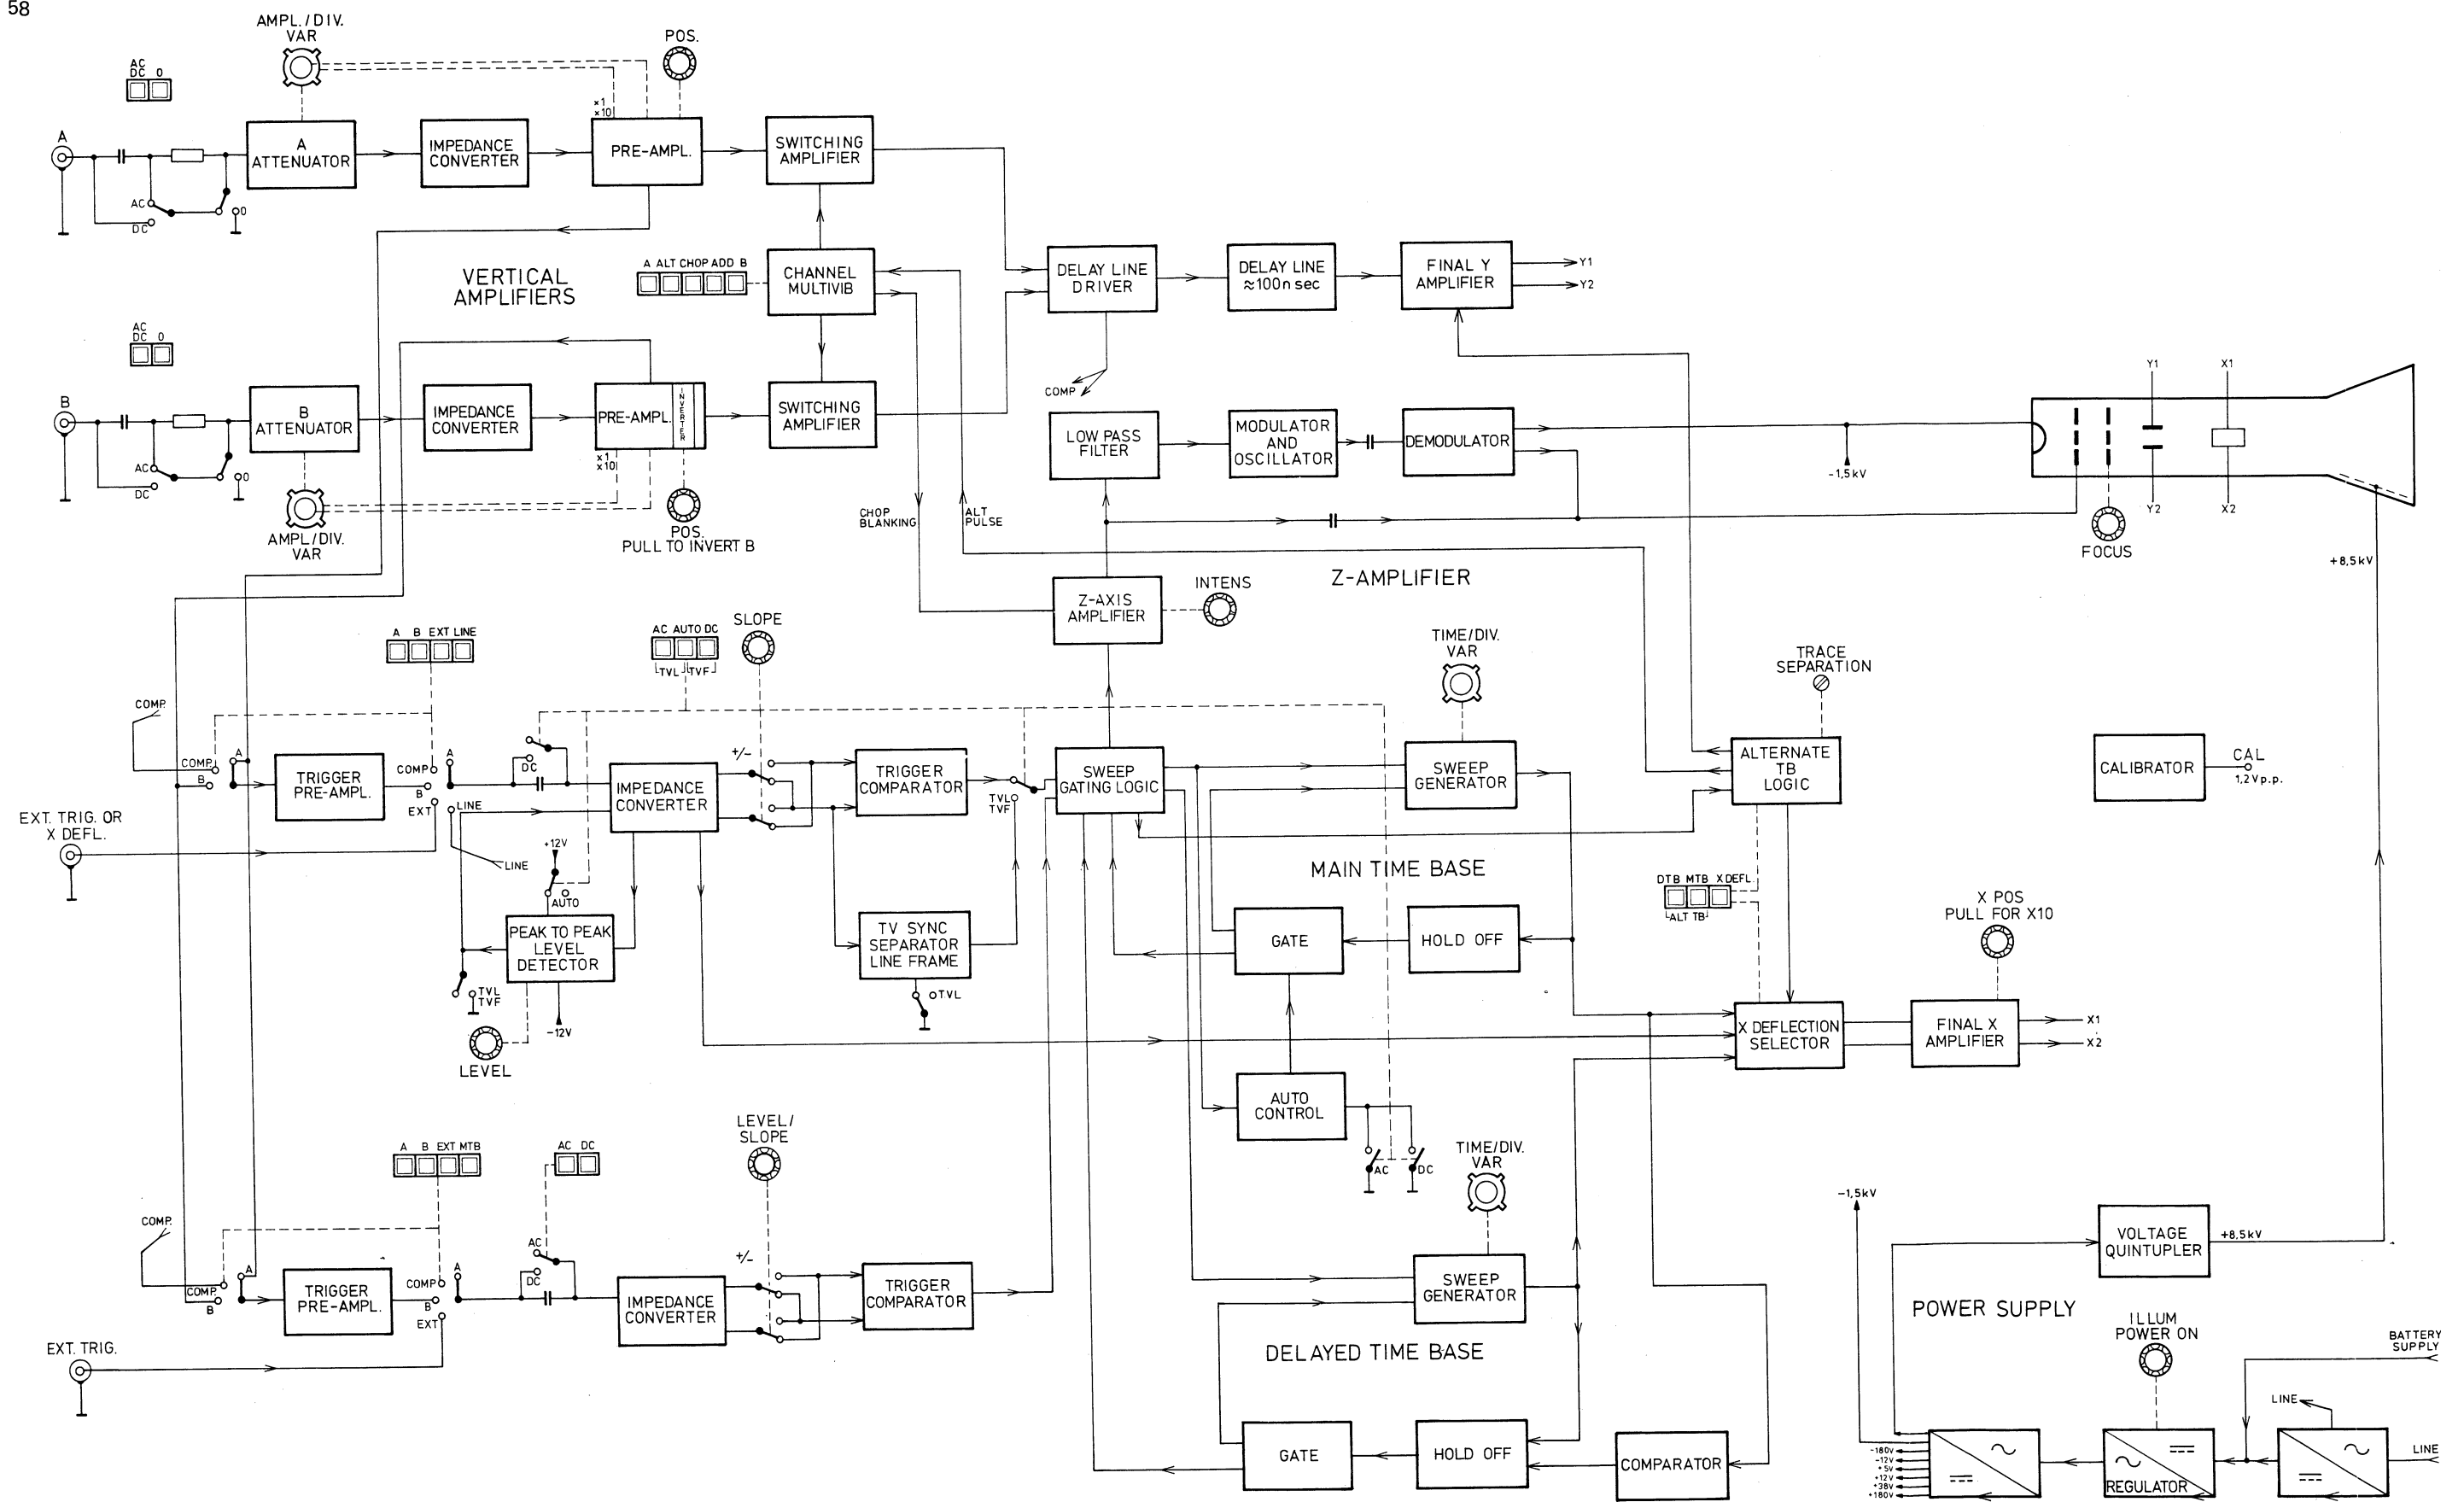 58
AMPL./DIV.
VAR
POS.
AC
DC 0
×1
×10
A
A
ATTENUATOR
IMPEDANCE
CONVERTER
PRE-AMPL.
SWITCHING
AMPLIFIER
AC
DC
0
VERTICAL
AMPLIFIERS
A ALT CHOP ADD B
CHANNEL
MULTIVIB
DELAY LINE
DRIVER
DELAY LINE
≈100n sec
FINAL Y
AMPLIFIER
Y1
Y2
AC
DC 0
COMP
B
B
ATTENUATOR
IMPEDANCE
CONVERTER
PRE-AMPL.
INVERTER
SWITCHING
AMPLIFIER
×1
×10
AC
DC
0
LOW PASS
FILTER
MODULATOR
AND
OSCILLATOR
DEMODULATOR
-1,5kV
Y1
X1
Y2
X2
FOCUS
+8,5kV
AMPL/DIV.
VAR
POS.
PULL TO INVERT B
CHOP
BLANKING
ALT
PULSE
Z-AMPLIFIER
Z-AXIS
AMPLIFIER
INTENS
A B EXT LINE
AC AUTO DC
TVL TVF
SLOPE
TIME/DIV.
VAR
TRACE
SEPARATION
COMP.
COMP.
B
A
TRIGGER
PRE-AMPL.
COMP
B
EXT
A
LINE
LINE
DC
IMPEDANCE
CONVERTER
+/-
TRIGGER
COMPARATOR
TVL
TVF
SWEEP
GATING LOGIC
SWEEP
GENERATOR
ALTERNATE
TB
LOGIC
CALIBRATOR
CAL
1,2Vp.p.
EXT. TRIG. OR
X DEFL.
+12V
AUTO
PEAK TO PEAK
LEVEL
DETECTOR
TVL
TVF
-12V
LEVEL
TV SYNC
SEPARATOR
LINE FRAME
TVL
MAIN TIME BASE
GATE
HOLD OFF
DTB MTB X DEFL.
ALT TB
X POS
PULL FOR X10
X DEFLECTION
SELECTOR
FINAL X
AMPLIFIER
X1
X2
AUTO
CONTROL
AC
DC
A B EXT MTB
AC DC
LEVEL/
SLOPE
TIME/DIV.
VAR
COMP.
COMP.
B
A
TRIGGER
PRE-AMPL.
COMP
B
EXT
A
AC
DC
IMPEDANCE
CONVERTER
+/-
TRIGGER
COMPARATOR
SWEEP
GENERATOR
EXT. TRIG.
DELAYED TIME BASE
GATE
HOLD OFF
COMPARATOR
-1,5kV
VOLTAGE
QUINTUPLER
+8,5kV
POWER SUPPLY
ILLUM
POWER ON
BATTERY
SUPPLY
LINE
LINE
REGULATOR
-180V
-12V
+5V
+12V
+38V
+180V